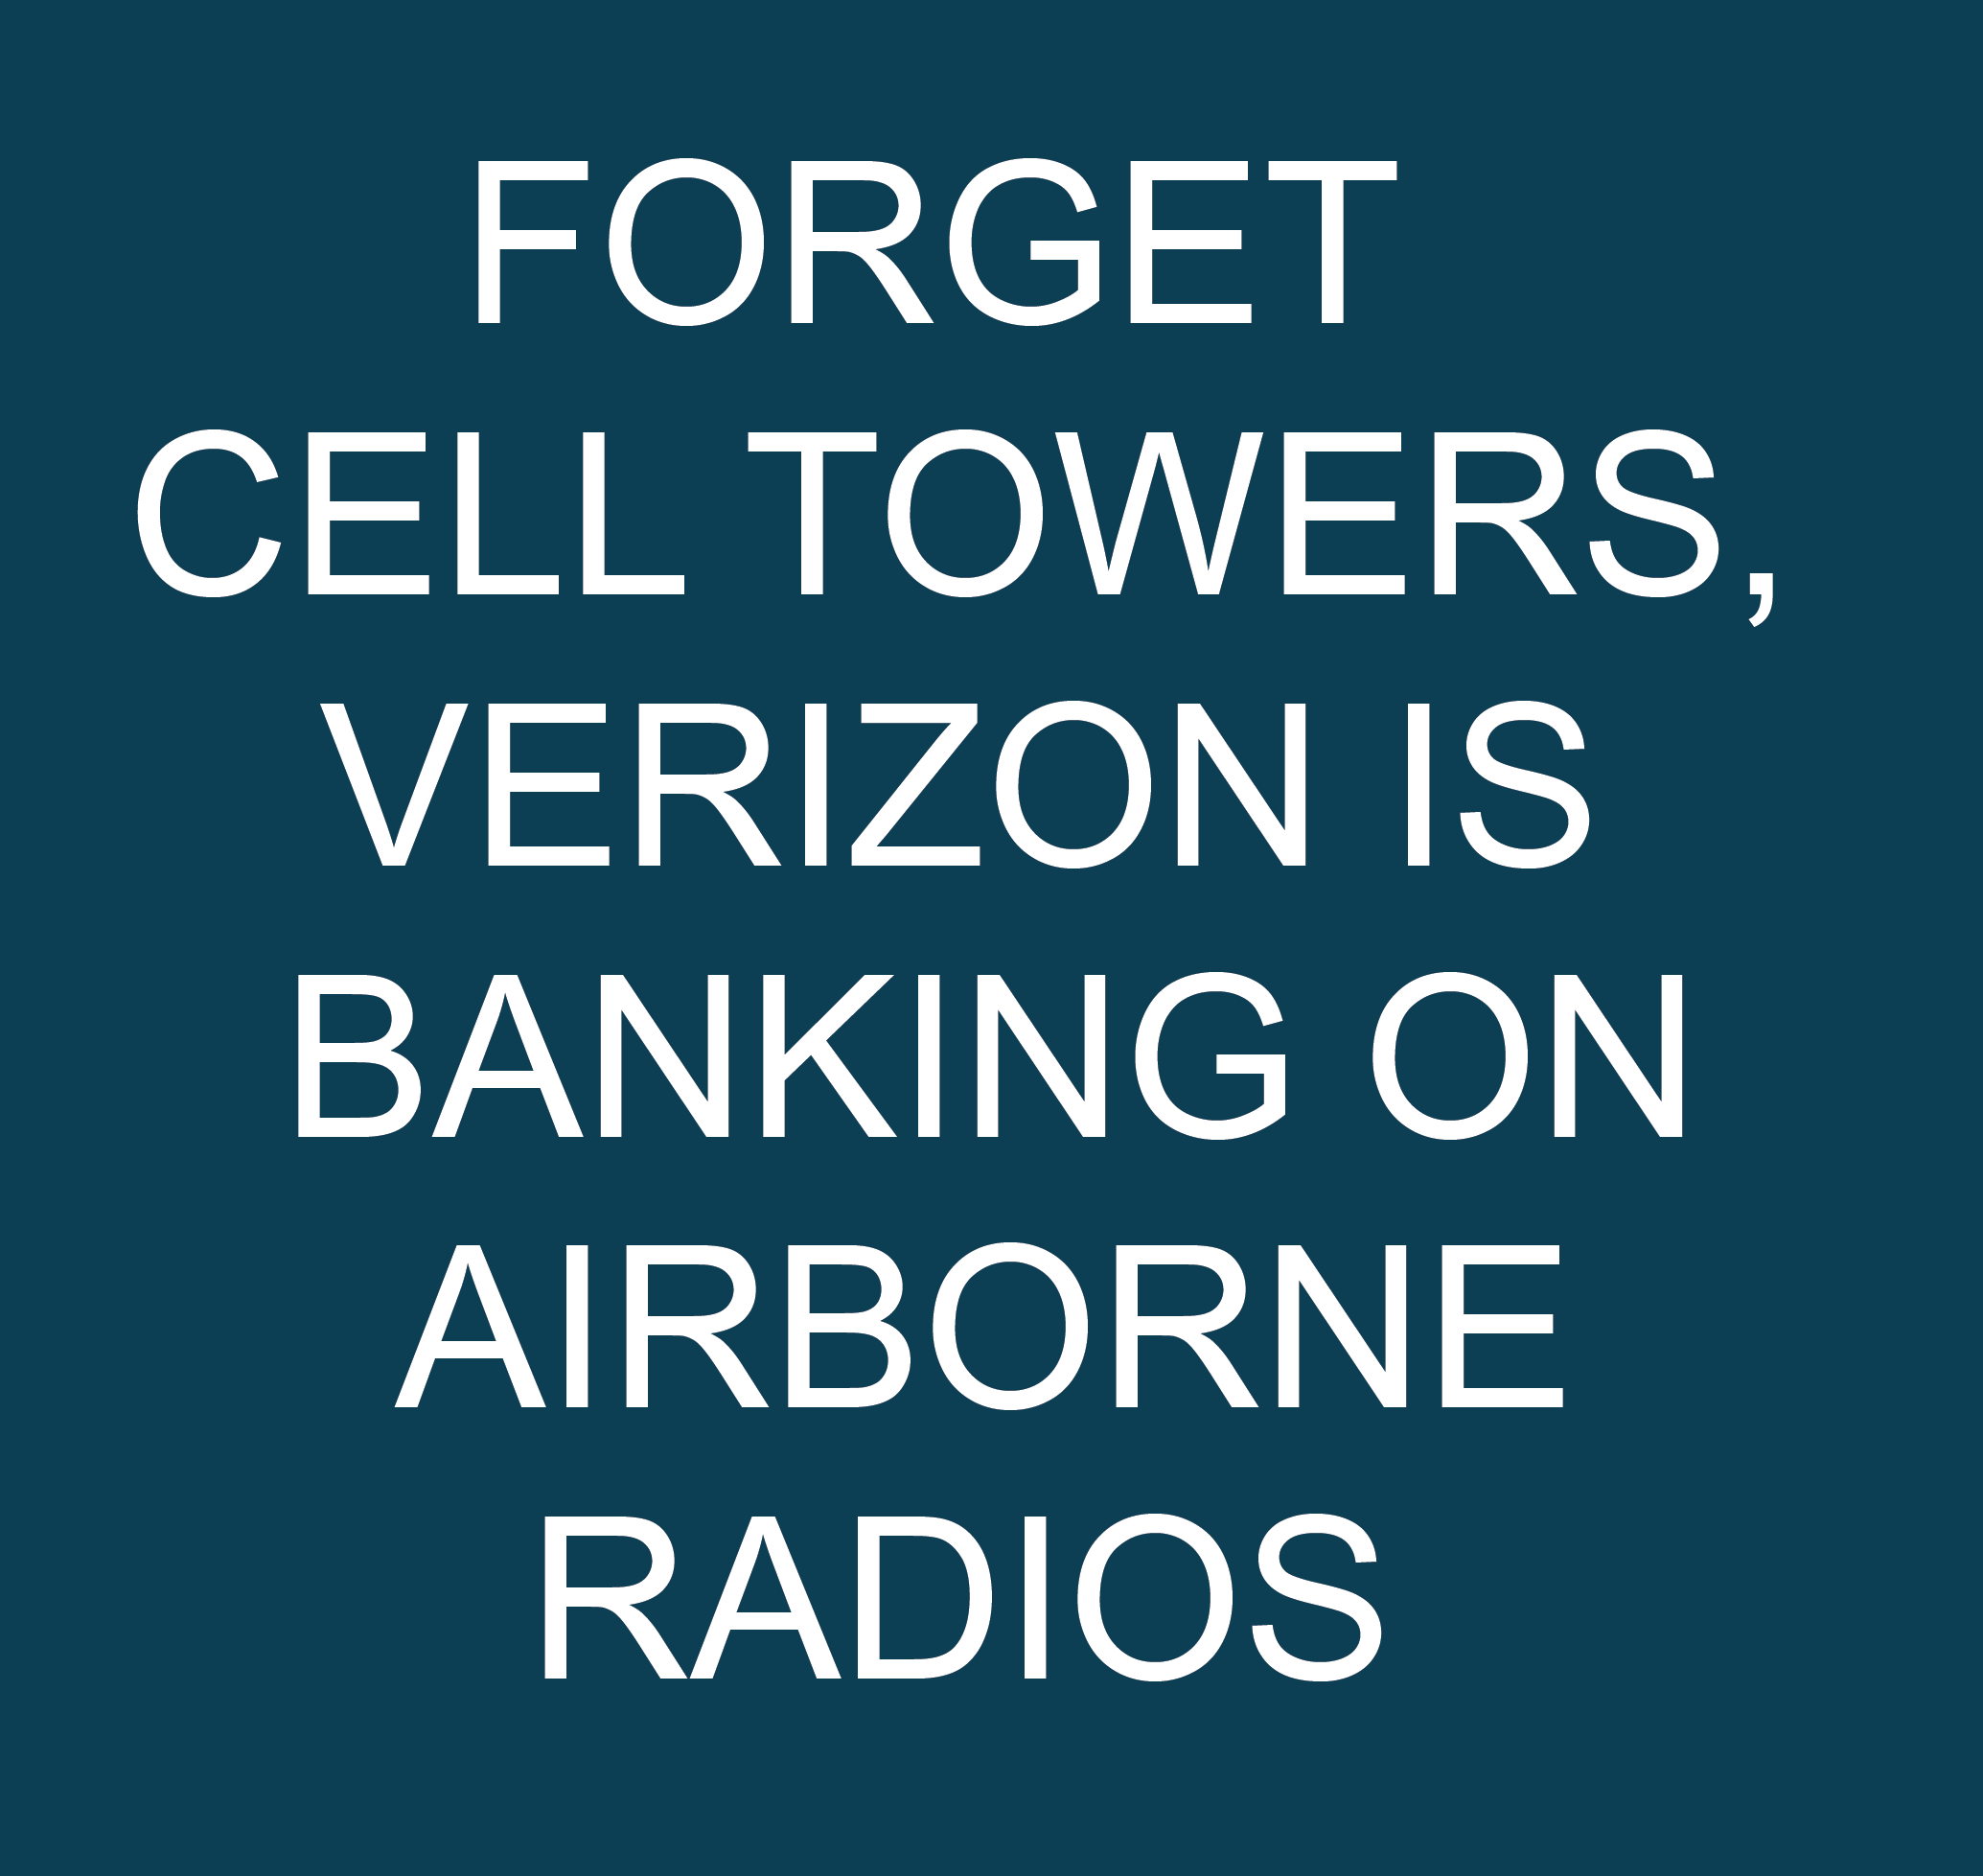 FORGET
CELL TOWERS,
VERIZON IS
BANKING ON
AIRBORNE
RADIOS